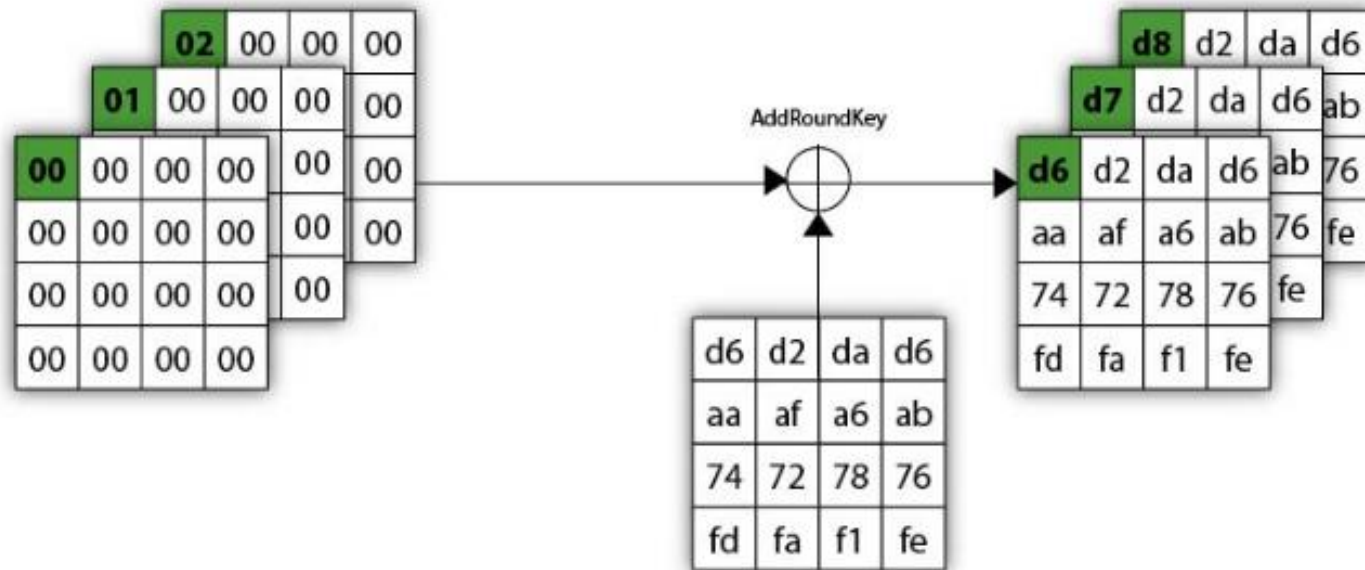 02 00 00 00
00
00
00
01 00 00 00
00
00
00
00 00 00 00
00 00 00 00
00 00 00 00
00 00 00 00
AddRoundKey
d6 d2 da d6
aa af a6 ab
74 72 78 76
fd fa f1 fe
d8 d2 da d6
ab
76
fe
d7 d2 da d6
ab
76
fe
d6 d2 da d6
aa af a6 ab
74 72 78 76
fd fa f1 fe